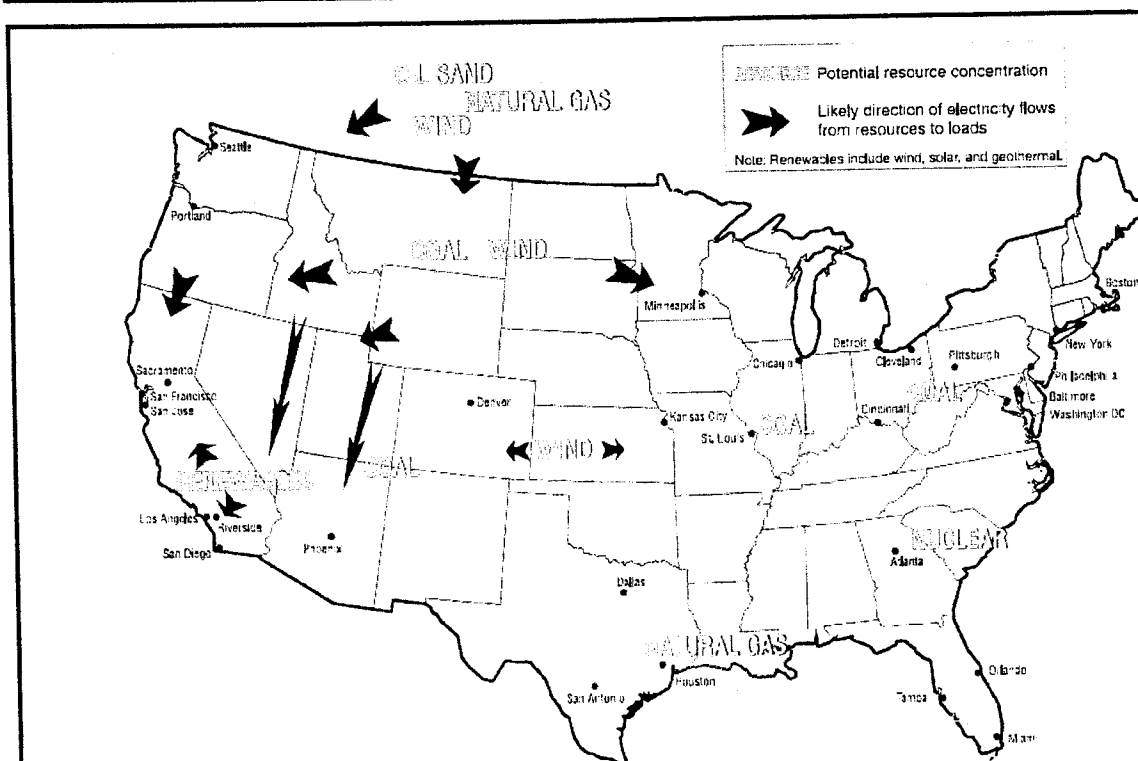 OIL SAND
NATURAL GAS
WIND
Potential resource concentration
Likely direction of electricity flows
from resources to loads
Note: Renewables include wind, solar, and geothermal.
Seattle
Portland
COAL WIND
Minneapolis
Boston
Detroit
Cleveland
Chicago
Pittsburgh
New York
Philadelphia
Baltimore
Washington DC
Sacramento
San Francisco
San Jose
Denver
Kansas City
St. Louis
Cincinnati
COAL
COAL
WIND
COAL
RENEWABLES
Los Angeles
Riverside
San Diego
Phoenix
NUCLEAR
Atlanta
Dallas
NATURAL GAS
Houston
San Antonio
Orlando
Tampa
Miami